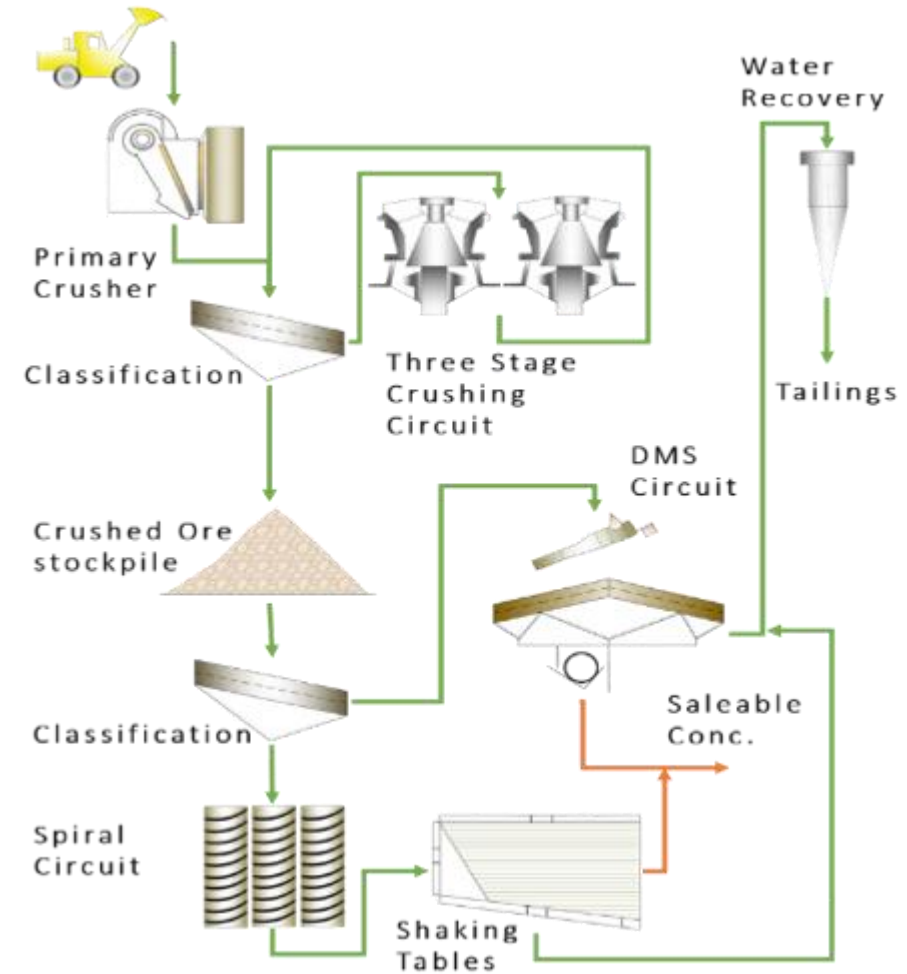 Water
Recovery
Primary
Crusher
Classification
Three Stage
Crushing
Circuit
Tailings
DMS
Circuit
Crushed Ore
stockpile
Saleable
Conc.
Classification
Spiral
Circuit
Shaking
Tables